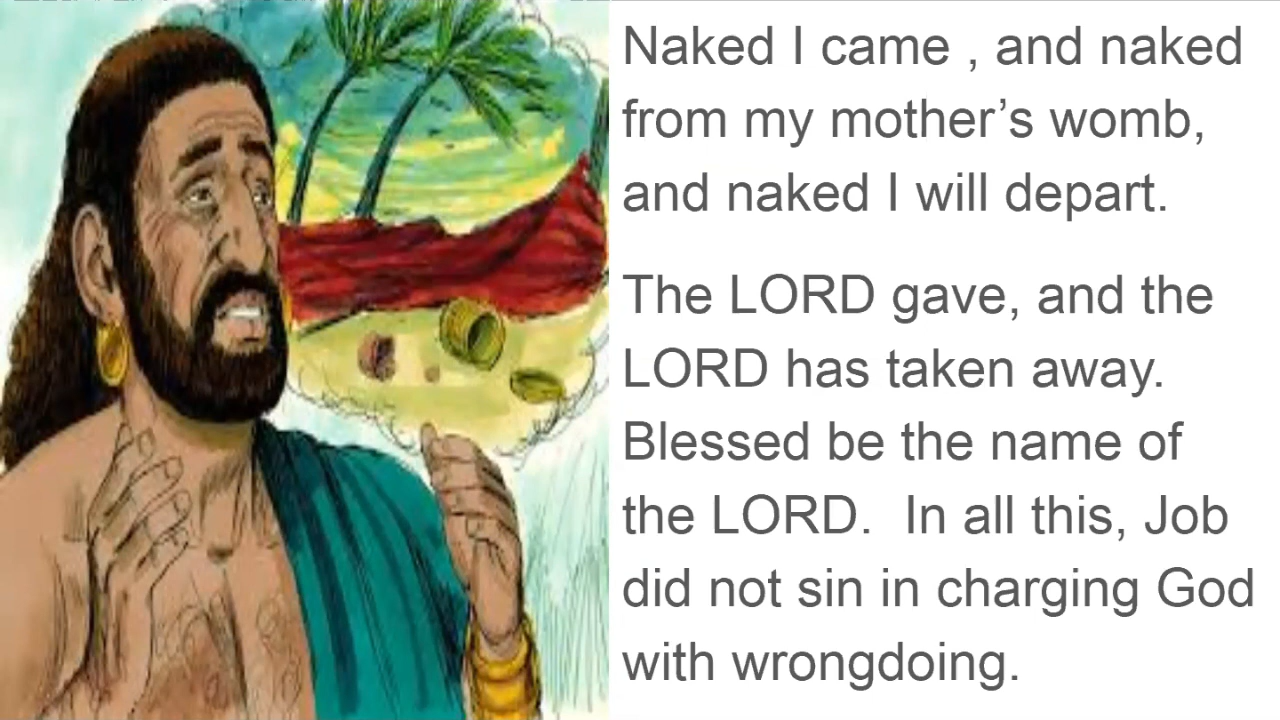 Naked I came , and naked
from my mother’s womb,
and naked I will depart.
The LORD gave, and the
LORD has taken away.
Blessed be the name of
the LORD.  In all this, Job
did not sin in charging God
with wrongdoing.